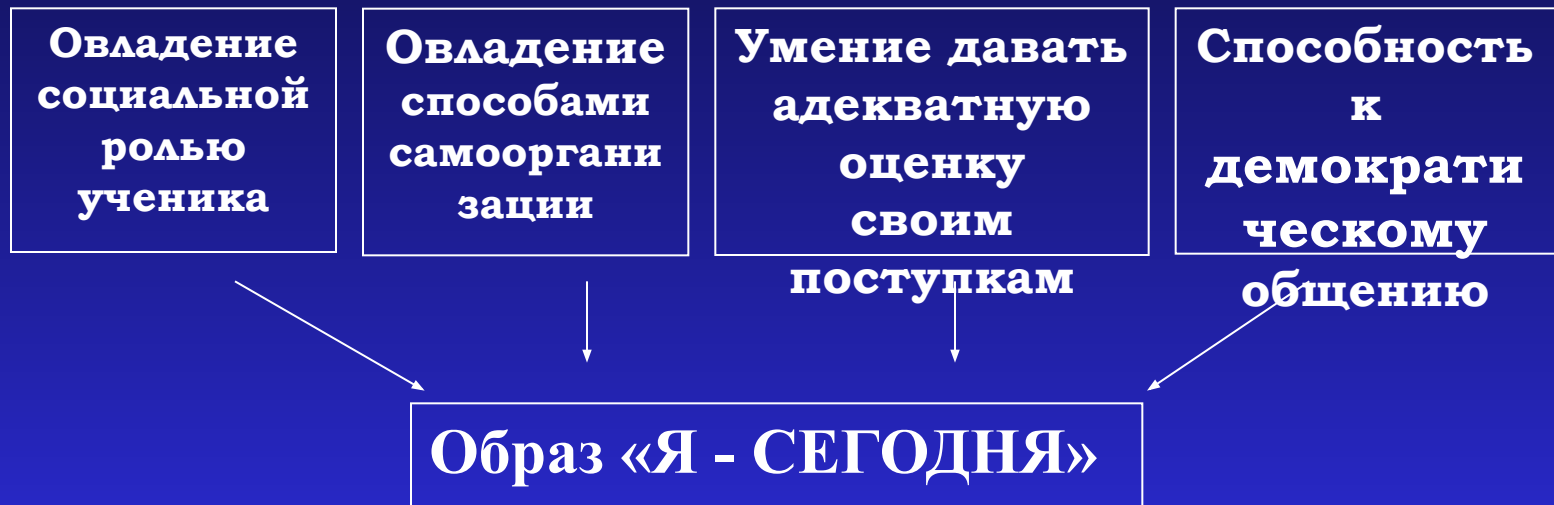 Овладение
социальной
ролью
ученика
Овладение
способами
самооргани
зации
Умение давать
адекватную
оценку
своим
поступкам
Способность
к
демократи
ческому
общению
Образ «Я - СЕГОДНЯ»